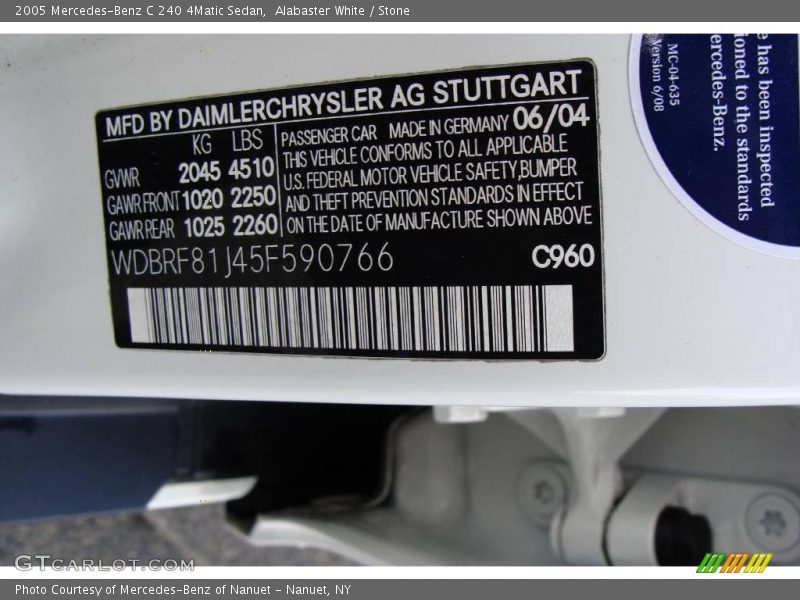 2005 Mercedes-Benz C 240 4Matic Sedan, Alabaster White / Stone
MFD BY DAIMLERCHRYSLER AG STUTTGART
KG LBS
GVWR 2045 4510
GAWR FRONT 1020 2250
GAWR REAR 1025 2260
PASSENGER CAR MADE IN GERMANY 06/04
THIS VEHICLE CONFORMS TO ALL APPLICABLE
U.S. FEDERAL MOTOR VEHICLE SAFETY, BUMPER
AND THEFT PREVENTION STANDARDS IN EFFECT
ON THE DATE OF MANUFACTURE SHOWN ABOVE
WDBRF81J45F590766 C960
e has been inspected
ioned to the standards
ercedes-Benz.
MC-04-635
Version 6/08
GTCARLOT.COM
Photo Courtesy of Mercedes-Benz of Nanuet - Nanuet, NY